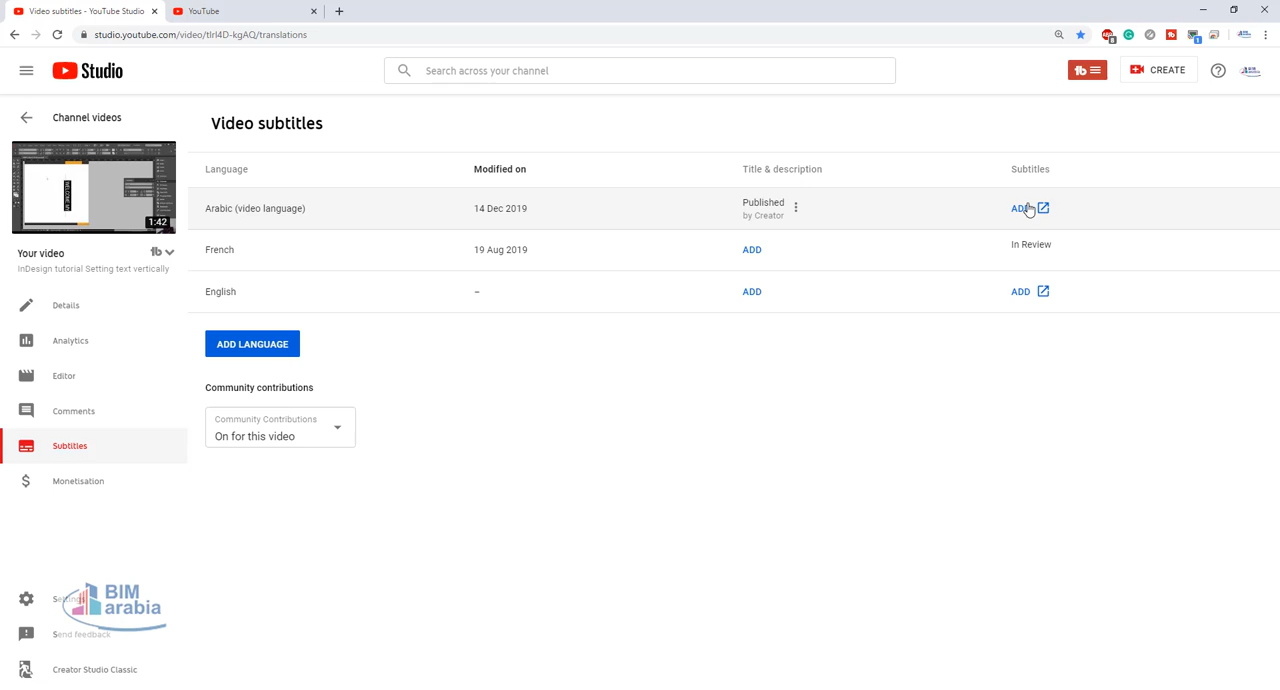 Video subtitles - YouTube Studio
YouTube
studio.youtube.com/video/tlrI4D-kgAQ/translations
Studio
Search across your channel
CREATE
Channel videos
Video subtitles
Language
Modified on
Title & description
Subtitles
1:42
Arabic (video language)
14 Dec 2019
Published
by Creator
ADD
Your video
InDesign tutorial Setting text vertically
French
19 Aug 2019
ADD
In Review
English
–
ADD
ADD
Details
ADD LANGUAGE
Analytics
Editor
Community contributions
Comments
Community Contributions
On for this video
Subtitles
Monetisation
Settings
BIM
arabia
Send feedback
Creator Studio Classic